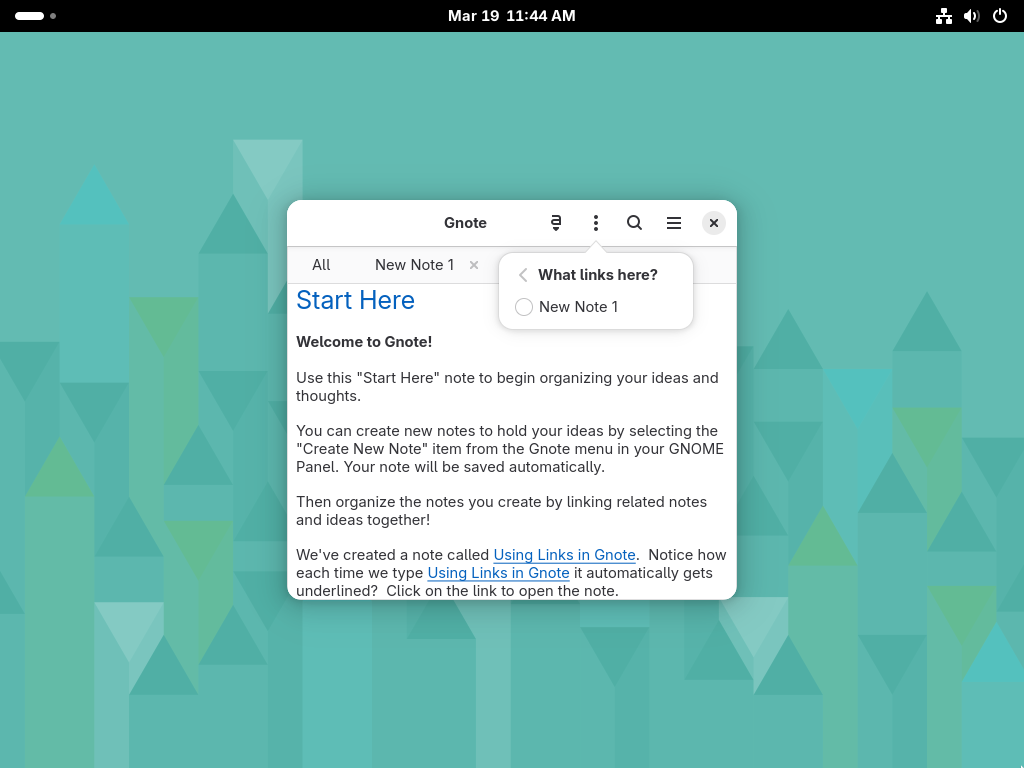 Mar 19 11:44 AM
Gnote
All
New Note 1
What links here?
New Note 1
Start Here
Welcome to Gnote!
Use this "Start Here" note to begin organizing your ideas and
thoughts.
You can create new notes to hold your ideas by selecting the
"Create New Note" item from the Gnote menu in your GNOME
Panel. Your note will be saved automatically.
Then organize the notes you create by linking related notes
and ideas together!
We've created a note called Using Links in Gnote.  Notice how
each time we type Using Links in Gnote it automatically gets
underlined?  Click on the link to open the note.